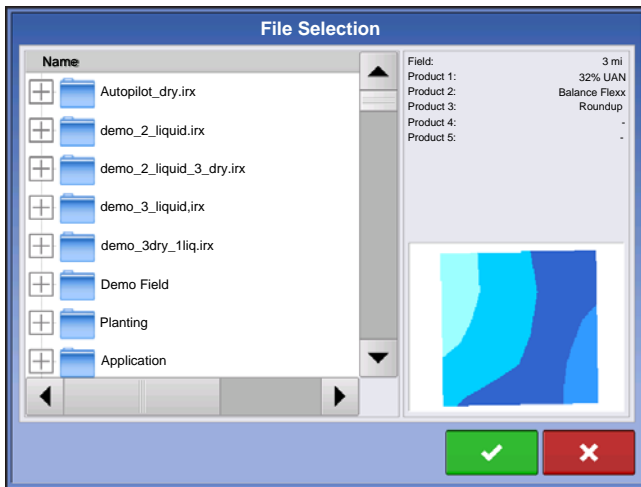 File Selection
Name
Autopilot_dry.irx
demo_2_liquid.irx
demo_2_liquid_3_dry.irx
demo_3_liquid,irx
demo_3dry_1liq.irx
Demo Field
Planting
Application
Field: 3 mi
Product 1: 32% UAN
Product 2: Balance Flexx
Product 3: Roundup
Product 4: -
Product 5: -